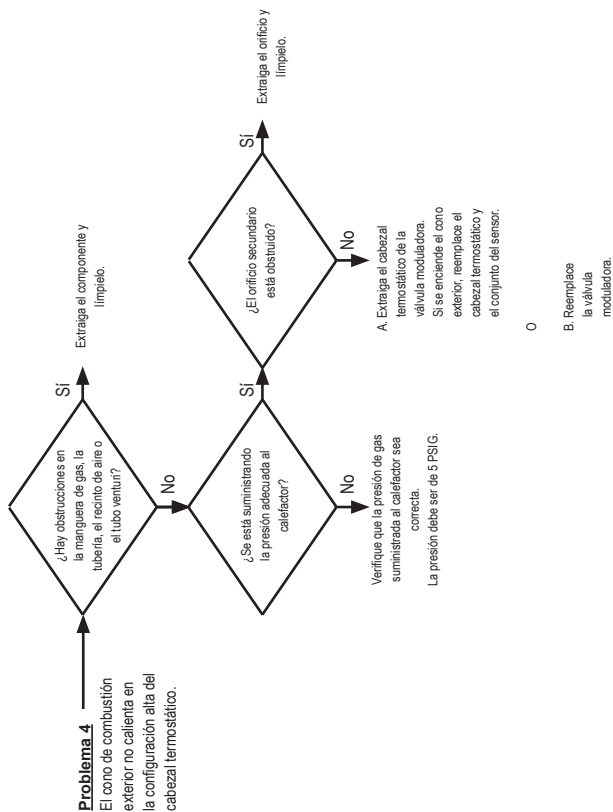 Problema 4
El cono de combustión
exterior no calienta en
la configuración alta del
cabezal termostático.
¿Hay obstrucciones en
la manguera de gas, la
tubería, el recinto de aire o
el tubo venturi?
Sí
Extraiga el componente y
límpielo.
No
¿Se está suministrando
la presión adecuada al
calefactor?
No
Verifique que la presión de gas
suministrada al calefactor sea
correcta.
La presión debe ser de 5 PSIG.
Sí
¿El orificio secundario
está obstruido?
Sí
Extraiga el orificio y
límpielo.
No
A. Extraiga el cabezal
termostático de la
válvula moduladora.
Si se enciende el cono
exterior, reemplace el
cabezal termostático y
el conjunto del sensor.
O
B. Reemplace
la válvula
moduladora.